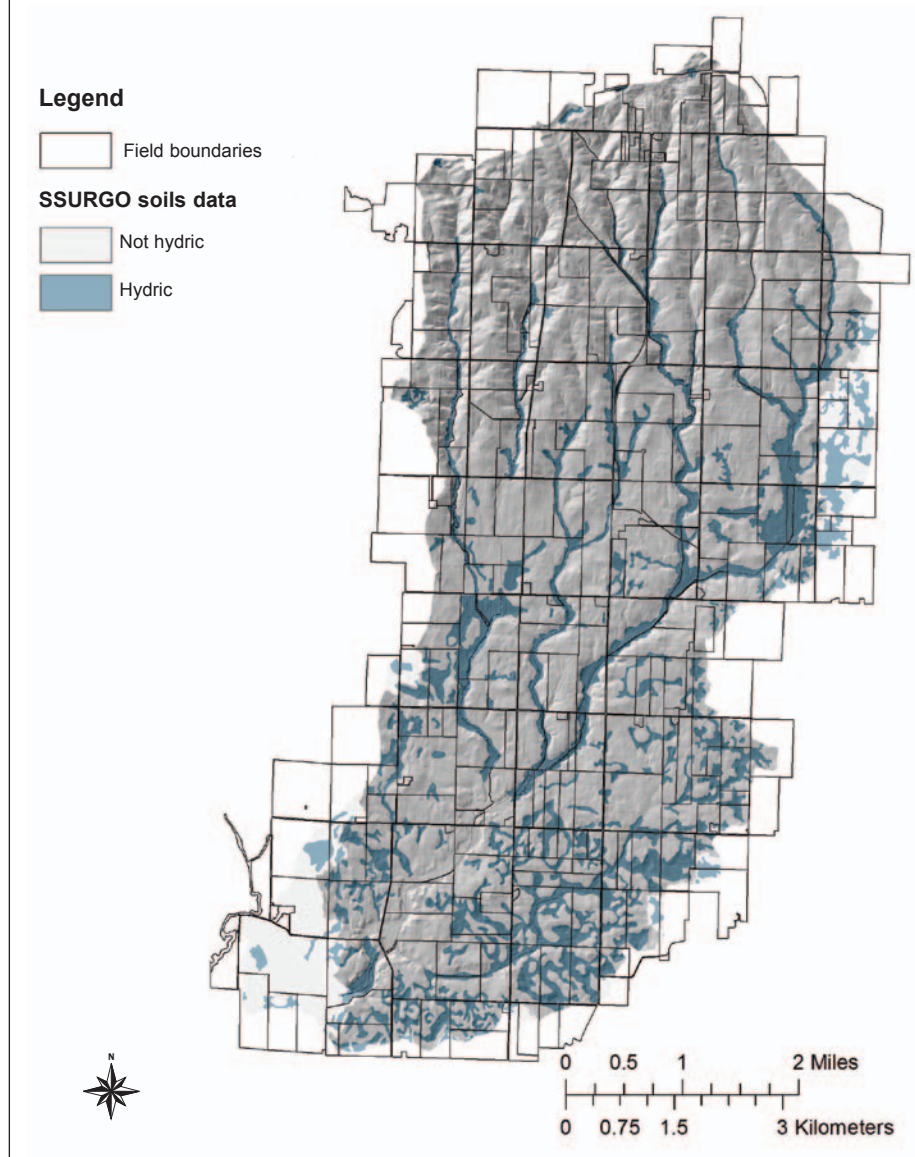 Legend
Field boundaries
SSURGO soils data
Not hydric
Hydric
N
0 0.5 1 2 Miles
0 0.75 1.5 3 Kilometers